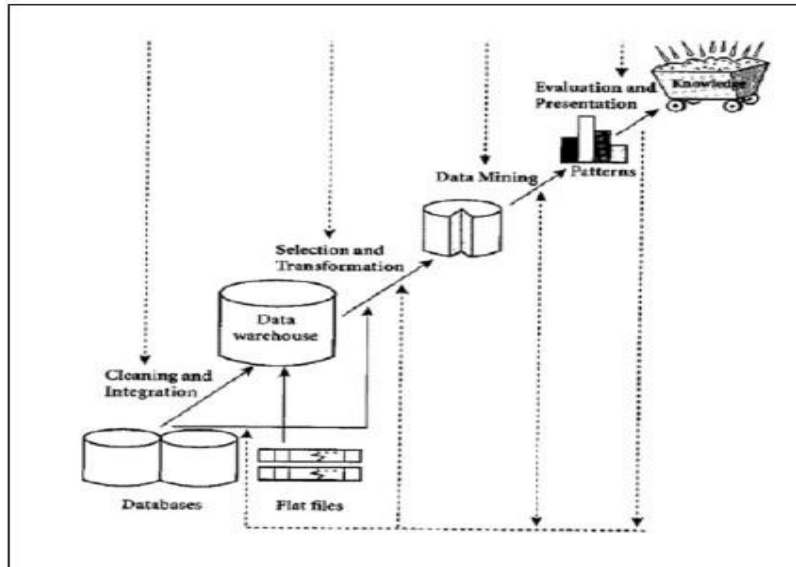 Evaluation and
Presentation
Knowledge
Patterns
Data Mining
Selection and
Transformation
Data
warehouse
Cleaning and
Integration
Databases
Flat files